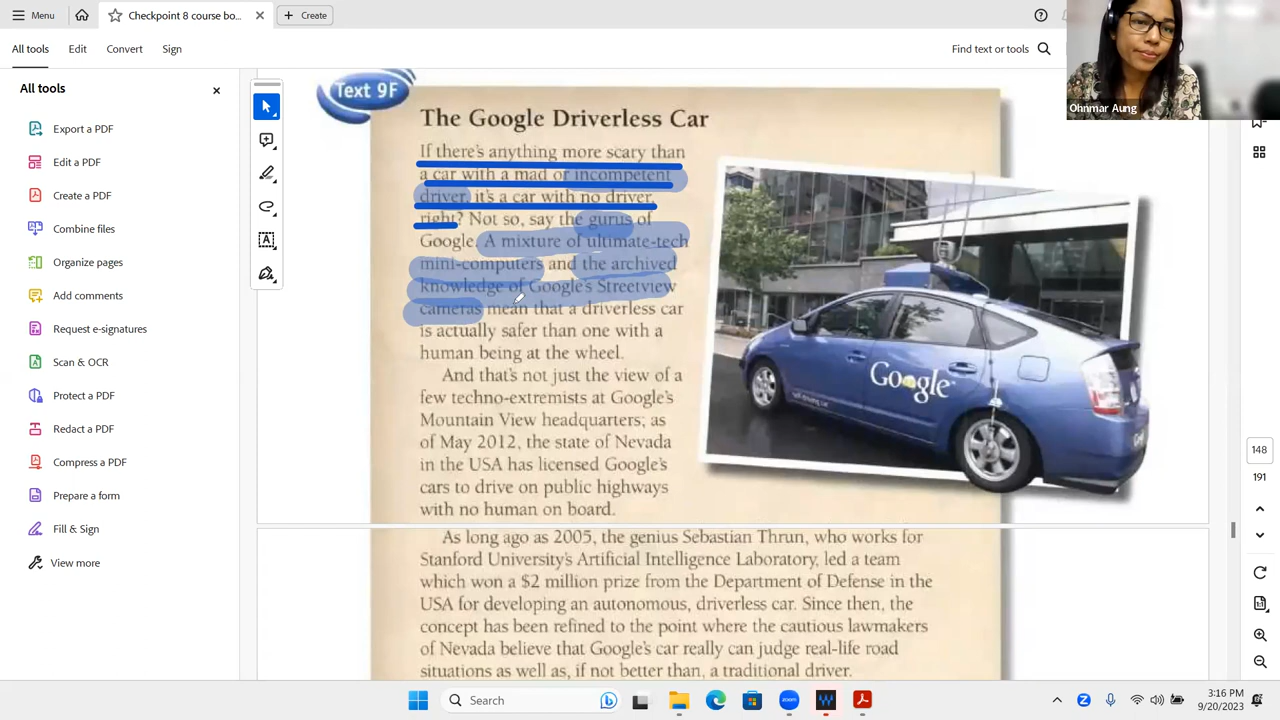 Menu
Checkpoint 8 course bo...
Create
All tools
Edit
Convert
Sign
Find text or tools
Ohnmar Aung
All tools
Export a PDF
Edit a PDF
Create a PDF
Combine files
Organize pages
Add comments
Request e-signatures
Scan & OCR
Protect a PDF
Redact a PDF
Compress a PDF
Prepare a form
Fill & Sign
View more
Text 9F
The Google Driverless Car
If there's anything more scary than
a car with a mad or incompetent
driver, it's a car with no driver,
right? Not so, say the gurus of
Google. A mixture of ultimate-tech
mini-computers and the archived
knowledge of Google's Streetview
cameras mean that a driverless car
is actually safer than one with a
human being at the wheel.
And that's not just the view of a
few techno-extremists at Google's
Mountain View headquarters; as
of May 2012, the state of Nevada
in the USA has licensed Google's
cars to drive on public highways
with no human on board.
Google
self-driving car
As long ago as 2005, the genius Sebastian Thrun, who works for
Stanford University's Artificial Intelligence Laboratory, led a team
which won a $2 million prize from the Department of Defense in the
USA for developing an autonomous, driverless car. Since then, the
concept has been refined to the point where the cautious lawmakers
of Nevada believe that Google's car really can judge real-life road
situations as well as, if not better than, a traditional driver.
148
191
Search
3:16 PM
9/20/2023